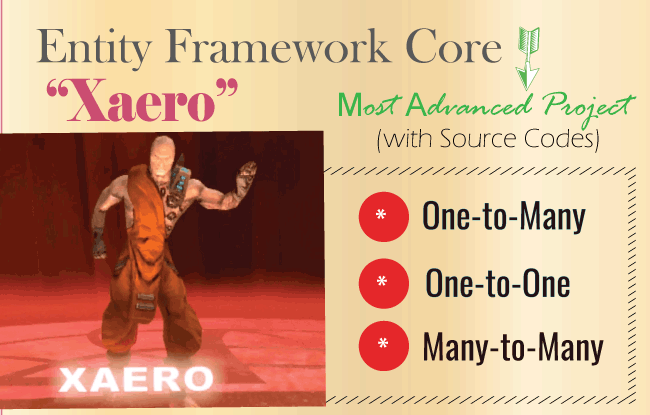 Entity Framework Core
“Xaero”
Most Advanced Project
(with Source Codes)
XAERO
* One-to-Many
* One-to-One
* Many-to-Many